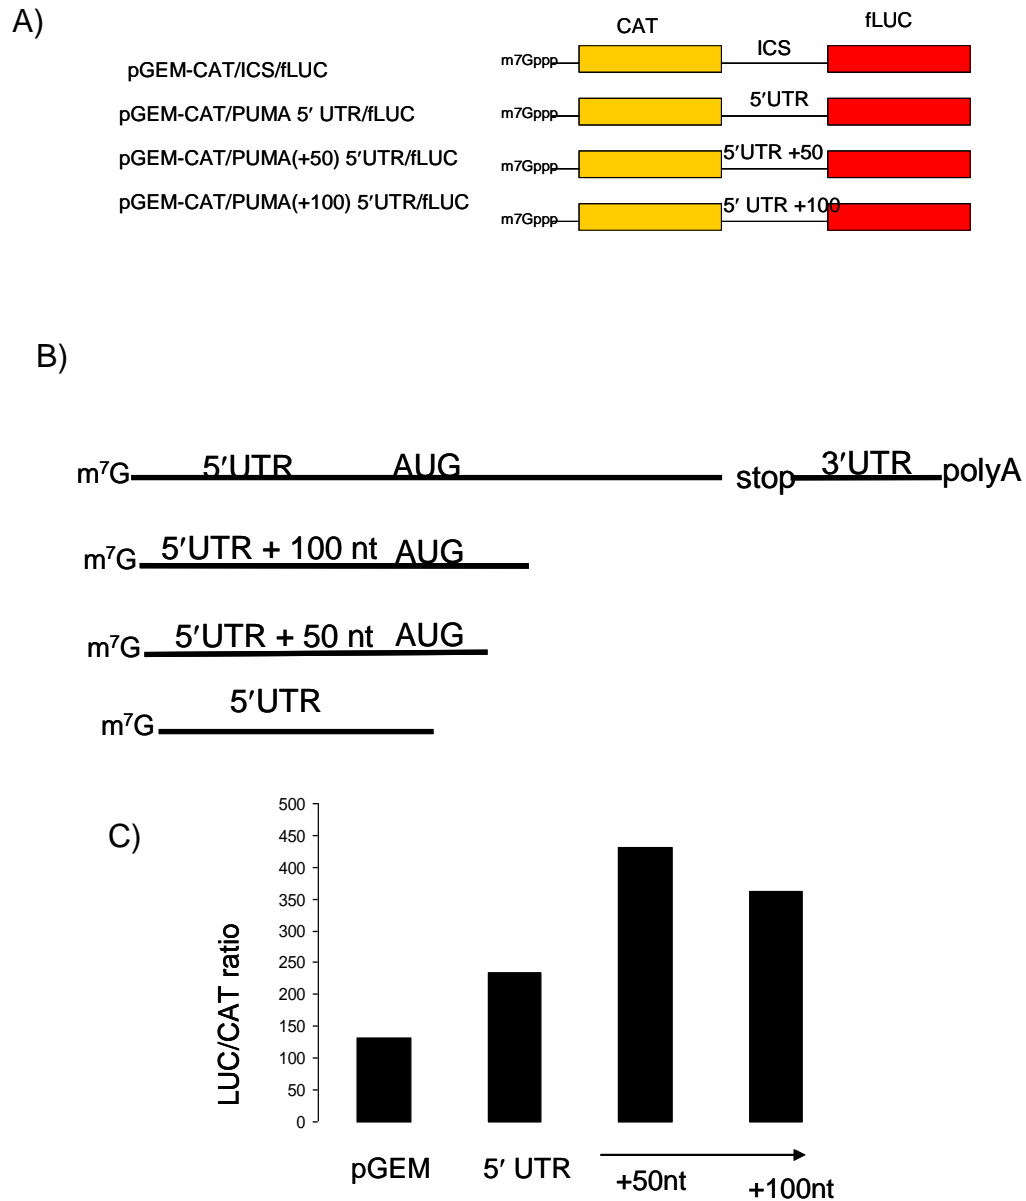 A)
CAT
fLUC
pGEM-CAT/ICS/fLUC
m7Gppp
ICS
pGEM-CAT/PUMA 5' UTR/fLUC
m7Gppp
5'UTR
pGEM-CAT/PUMA(+50) 5'UTR/fLUC
m7Gppp
5'UTR +50
pGEM-CAT/PUMA(+100) 5'UTR/fLUC
m7Gppp
5' UTR +100
B)
m⁷G 5'UTR AUG stop 3'UTR polyA
m⁷G 5'UTR + 100 nt AUG
m⁷G 5'UTR + 50 nt AUG
m⁷G 5'UTR
C)
LUC/CAT ratio
500
450
400
350
300
250
200
150
100
50
0
pGEM 5' UTR +50nt +100nt